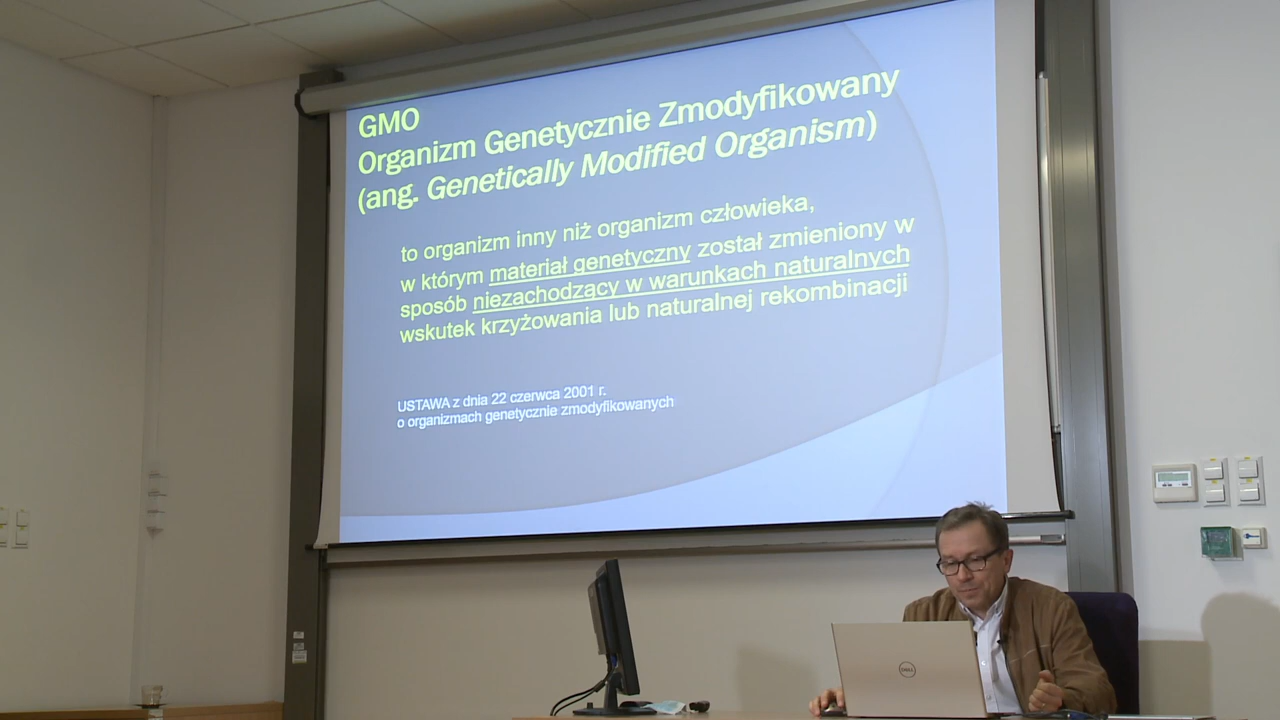 GMO
Organizm Genetycznie Zmodyfikowany
(ang. Genetically Modified Organism)
to organizm inny niż organizm człowieka,
w którym materiał genetyczny został zmieniony w
sposób niezachodzący w warunkach naturalnych
wskutek krzyżowania lub naturalnej rekombinacji
USTAWA z dnia 22 czerwca 2001 r.
o organizmach genetycznie zmodyfikowanych
DELL